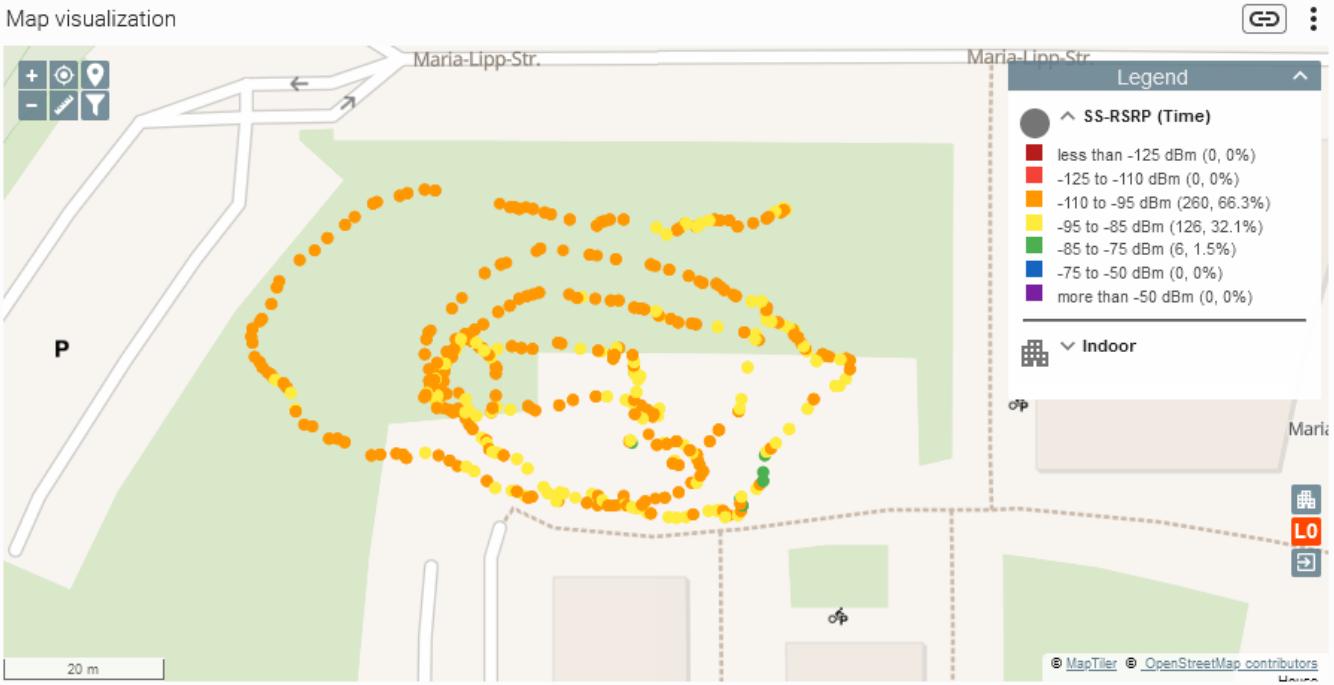 Map visualization
Maria-Lipp-Str.
Maria-Lipp-Str.
+
−
Legend
SS-RSRP (Time)
less than -125 dBm (0, 0%)
-125 to -110 dBm (0, 0%)
-110 to -95 dBm (260, 66.3%)
-95 to -85 dBm (126, 32.1%)
-85 to -75 dBm (6, 1.5%)
-75 to -50 dBm (0, 0%)
more than -50 dBm (0, 0%)
Indoor
P
P
Maria
L0
P
20 m
© MapTiler © OpenStreetMap contributors
House